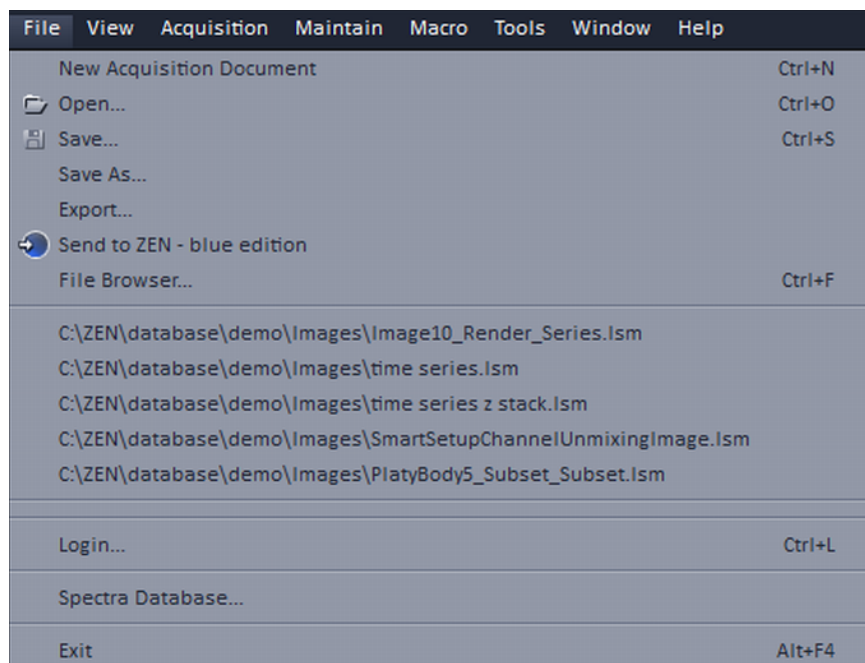 File View Acquisition Maintain Macro Tools Window Help
New Acquisition Document Ctrl+N
Open... Ctrl+O
Save... Ctrl+S
Save As...
Export...
Send to ZEN - blue edition
File Browser... Ctrl+F
C:\ZEN\database\demo\Images\Image10_Render_Series.lsm
C:\ZEN\database\demo\Images\time series.lsm
C:\ZEN\database\demo\Images\time series z stack.lsm
C:\ZEN\database\demo\Images\SmartSetupChannelUnmixingImage.lsm
C:\ZEN\database\demo\Images\PlatyBody5_Subset_Subset.lsm
Login... Ctrl+L
Spectra Database...
Exit Alt+F4